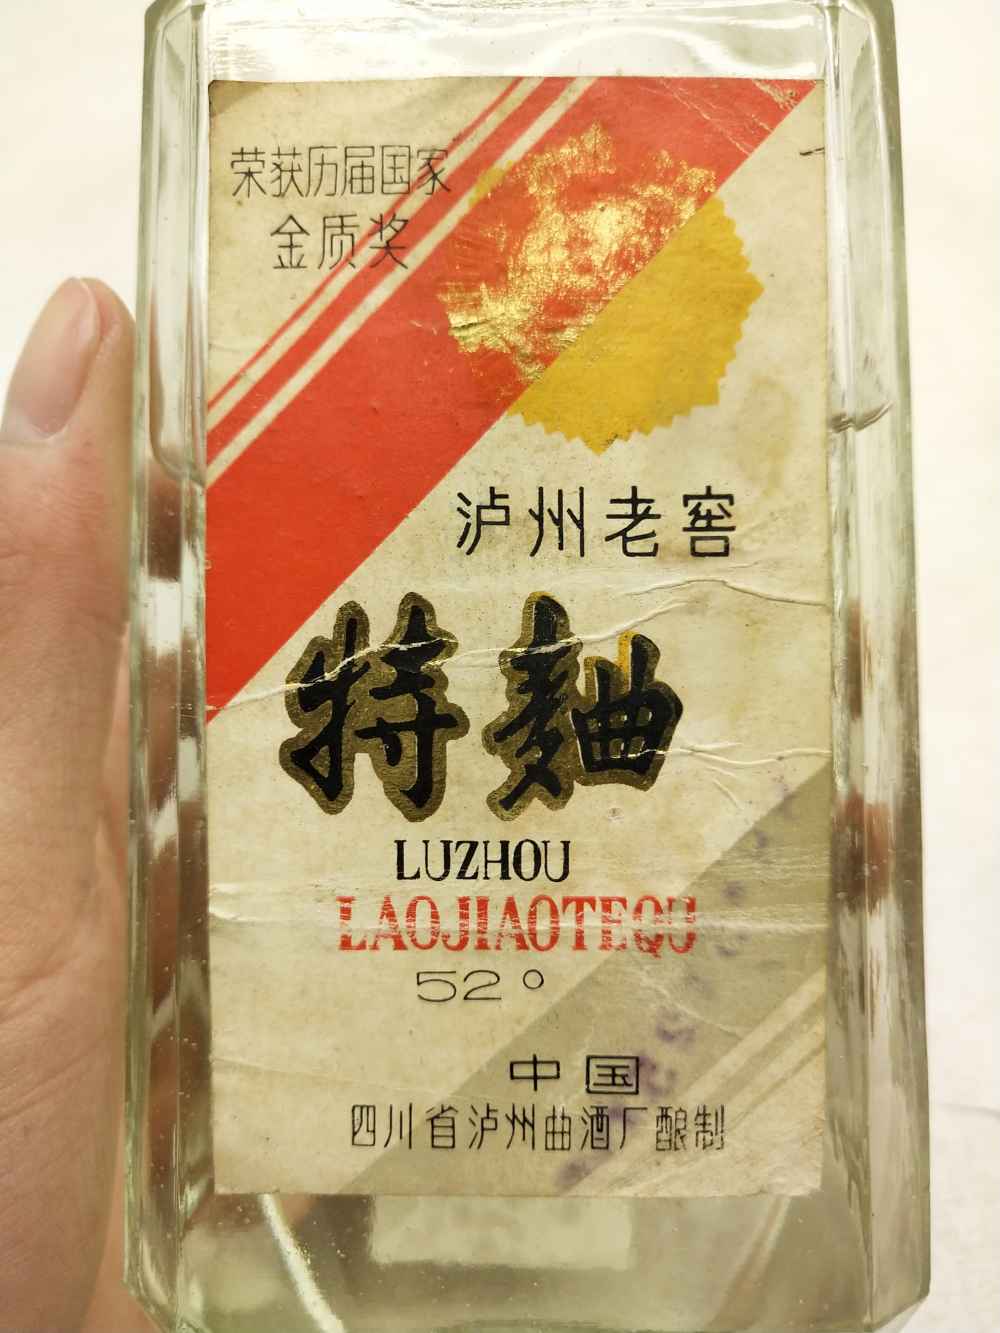 荣获历届国家
金质奖
泸州老窖
特麯
LUZHOU
LAOJIAOTEQU
52°
中国
四川省泸州曲酒厂酿制